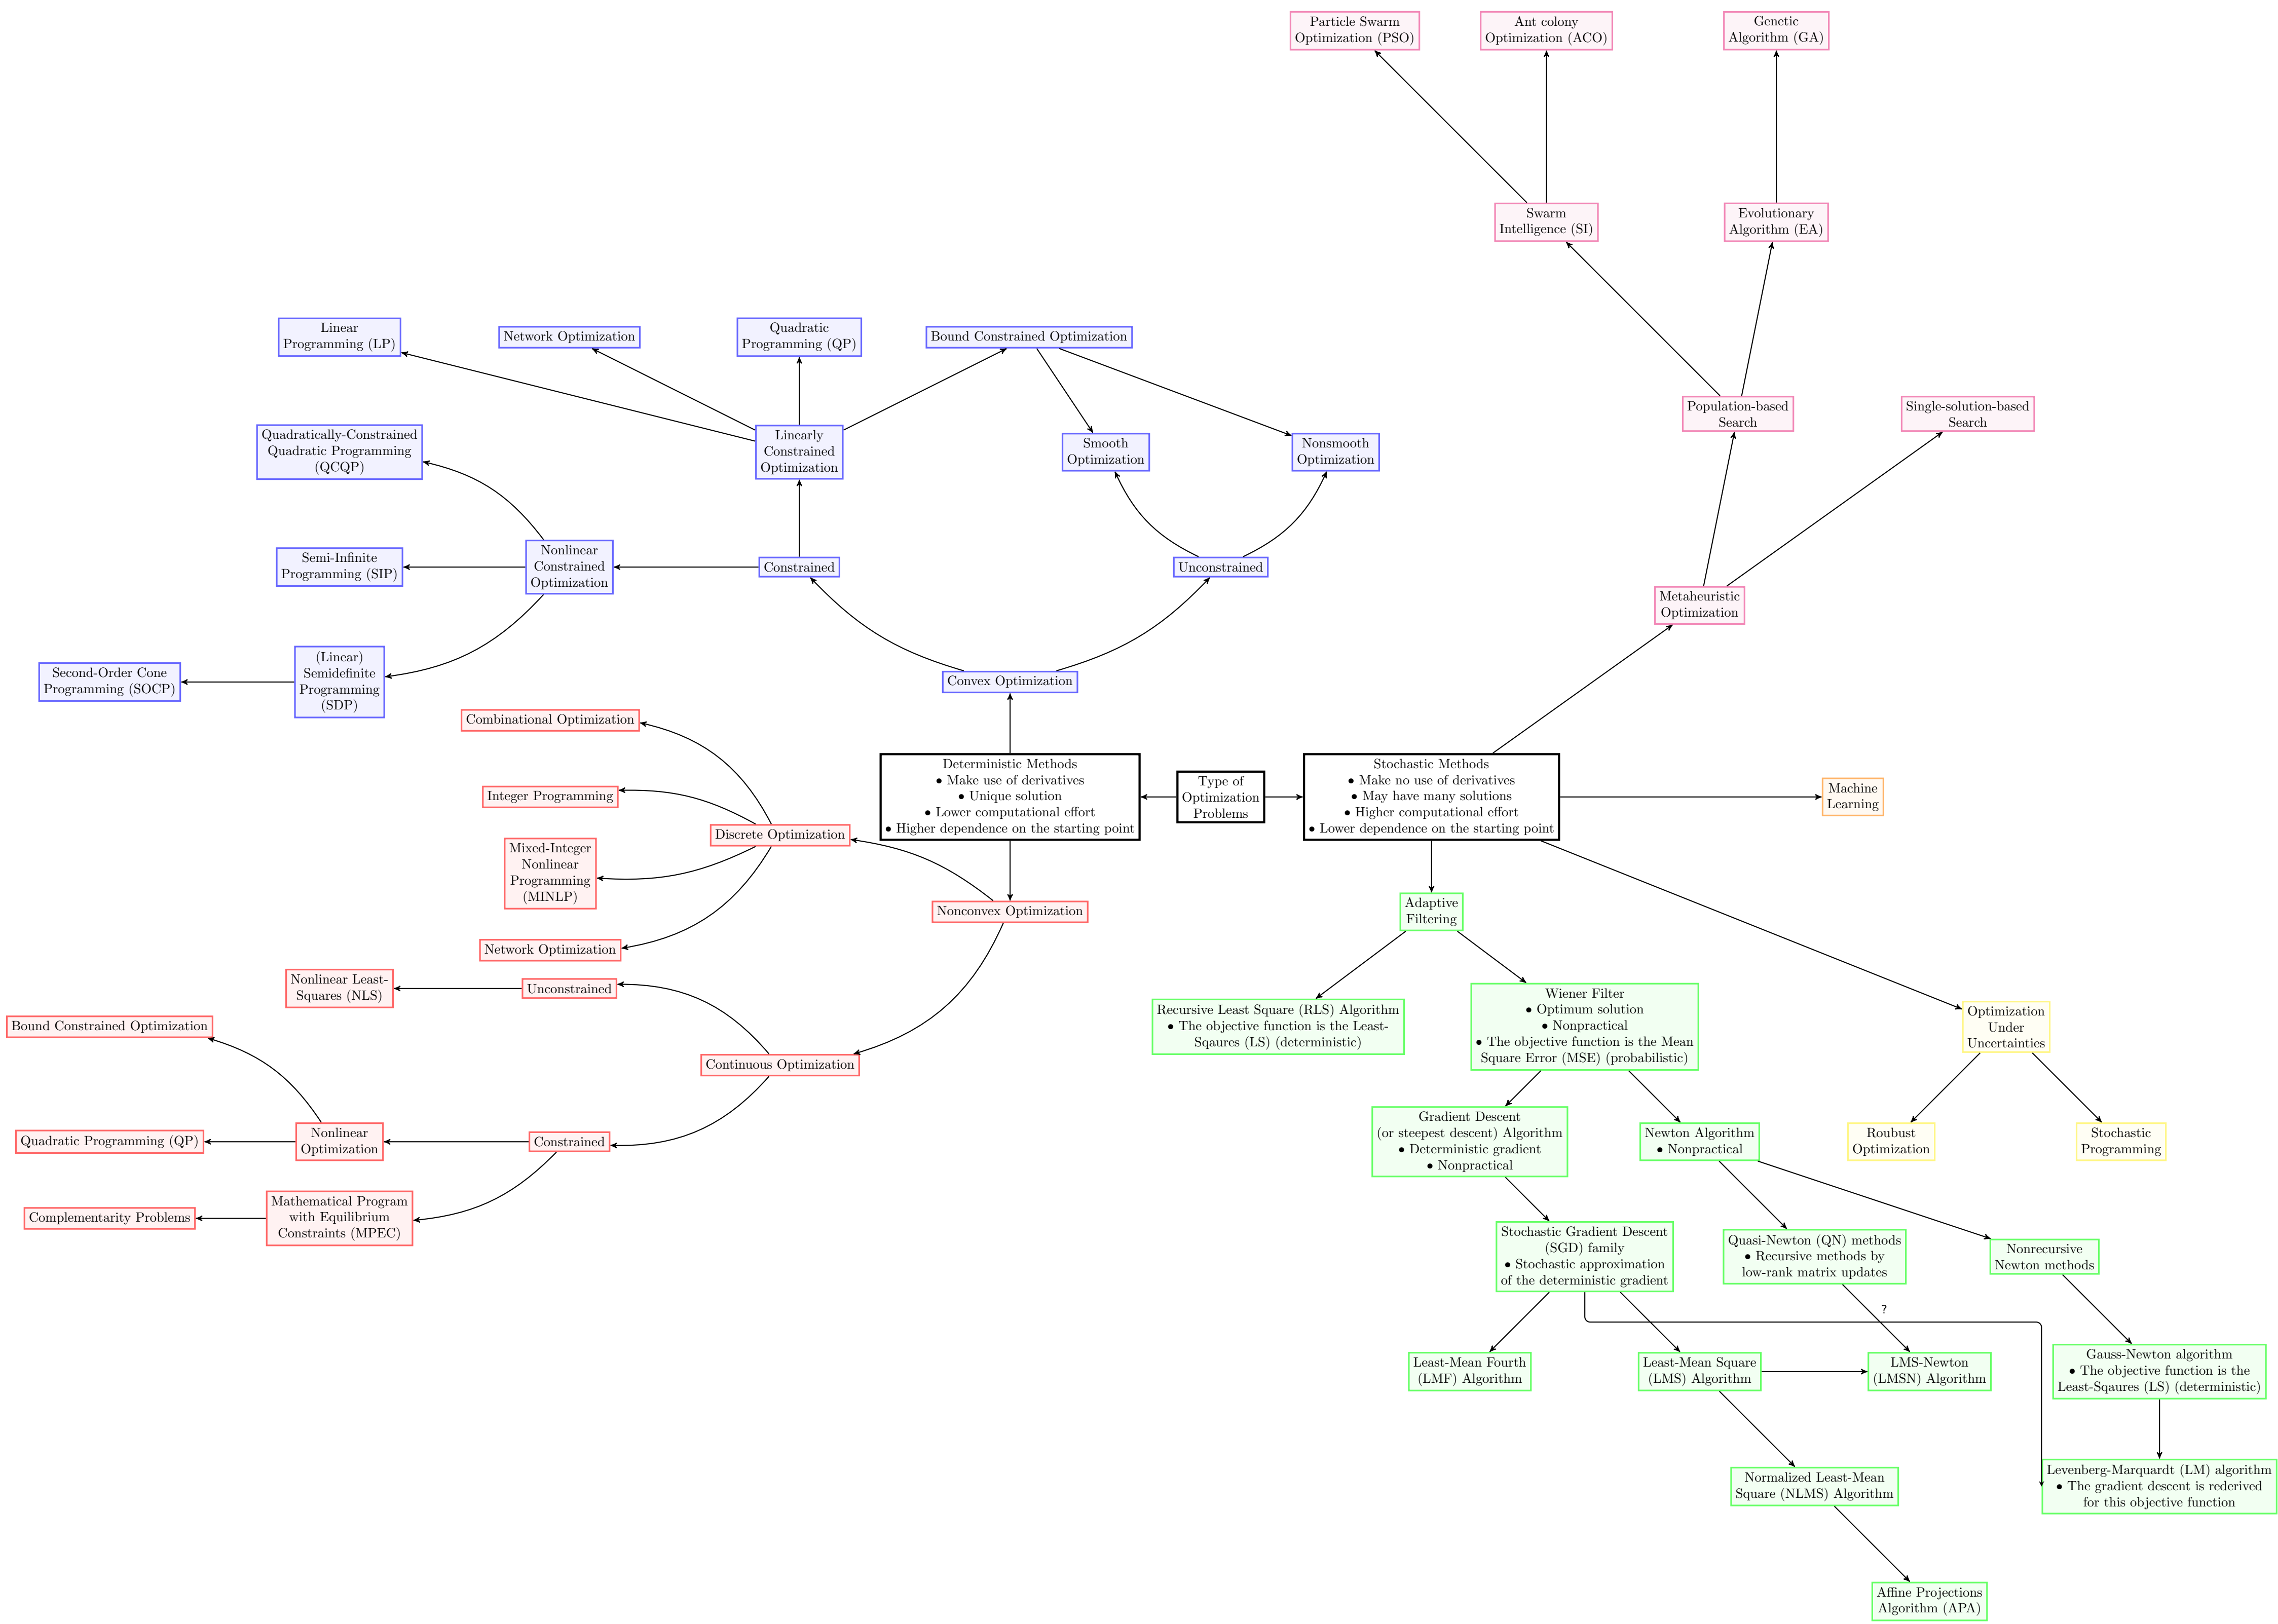 Particle Swarm
Optimization (PSO)
Ant colony
Optimization (ACO)
Genetic
Algorithm (GA)
Swarm
Intelligence (SI)
Evolutionary
Algorithm (EA)
Linear
Programming (LP)
Network Optimization
Quadratic
Programming (QP)
Bound Constrained Optimization
Population-based
Search
Single-solution-based
Search
Quadratically-Constrained
Quadratic Programming
(QCQP)
Linearly
Constrained
Optimization
Smooth
Optimization
Nonsmooth
Optimization
Semi-Infinite
Programming (SIP)
Nonlinear
Constrained
Optimization
Constrained
Unconstrained
Metaheuristic
Optimization
Second-Order Cone
Programming (SOCP)
(Linear)
Semidefinite
Programming
(SDP)
Convex Optimization
Combinational Optimization
Deterministic Methods
• Make use of derivatives
• Unique solution
• Lower computational effort
• Higher dependence on the starting point
Type of
Optimization
Problems
Stochastic Methods
• Make no use of derivatives
• May have many solutions
• Higher computational effort
• Lower dependence on the starting point
Machine
Learning
Integer Programming
Discrete Optimization
Mixed-Integer
Nonlinear
Programming
(MINLP)
Nonconvex Optimization
Adaptive
Filtering
Network Optimization
Nonlinear Least-
Squares (NLS)
Unconstrained
Recursive Least Square (RLS) Algorithm
• The objective function is the Least-
Sqaures (LS) (deterministic)
Wiener Filter
• Optimum solution
• Nonpractical
• The objective function is the Mean
Square Error (MSE) (probabilistic)
Optimization
Under
Uncertainties
Bound Constrained Optimization
Continuous Optimization
Quadratic Programming (QP)
Nonlinear
Optimization
Constrained
Gradient Descent
(or steepest descent) Algorithm
• Deterministic gradient
• Nonpractical
Newton Algorithm
• Nonpractical
Roubust
Optimization
Stochastic
Programming
Complementarity Problems
Mathematical Program
with Equilibrium
Constraints (MPEC)
Stochastic Gradient Descent
(SGD) family
• Stochastic approximation
of the deterministic gradient
Quasi-Newton (QN) methods
• Recursive methods by
low-rank matrix updates
Nonrecursive
Newton methods
?
Least-Mean Fourth
(LMF) Algorithm
Least-Mean Square
(LMS) Algorithm
LMS-Newton
(LMSN) Algorithm
Gauss-Newton algorithm
• The objective function is the
Least-Sqaures (LS) (deterministic)
Normalized Least-Mean
Square (NLMS) Algorithm
Levenberg-Marquardt (LM) algorithm
• The gradient descent is rederived
for this objective function
Affine Projections
Algorithm (APA)